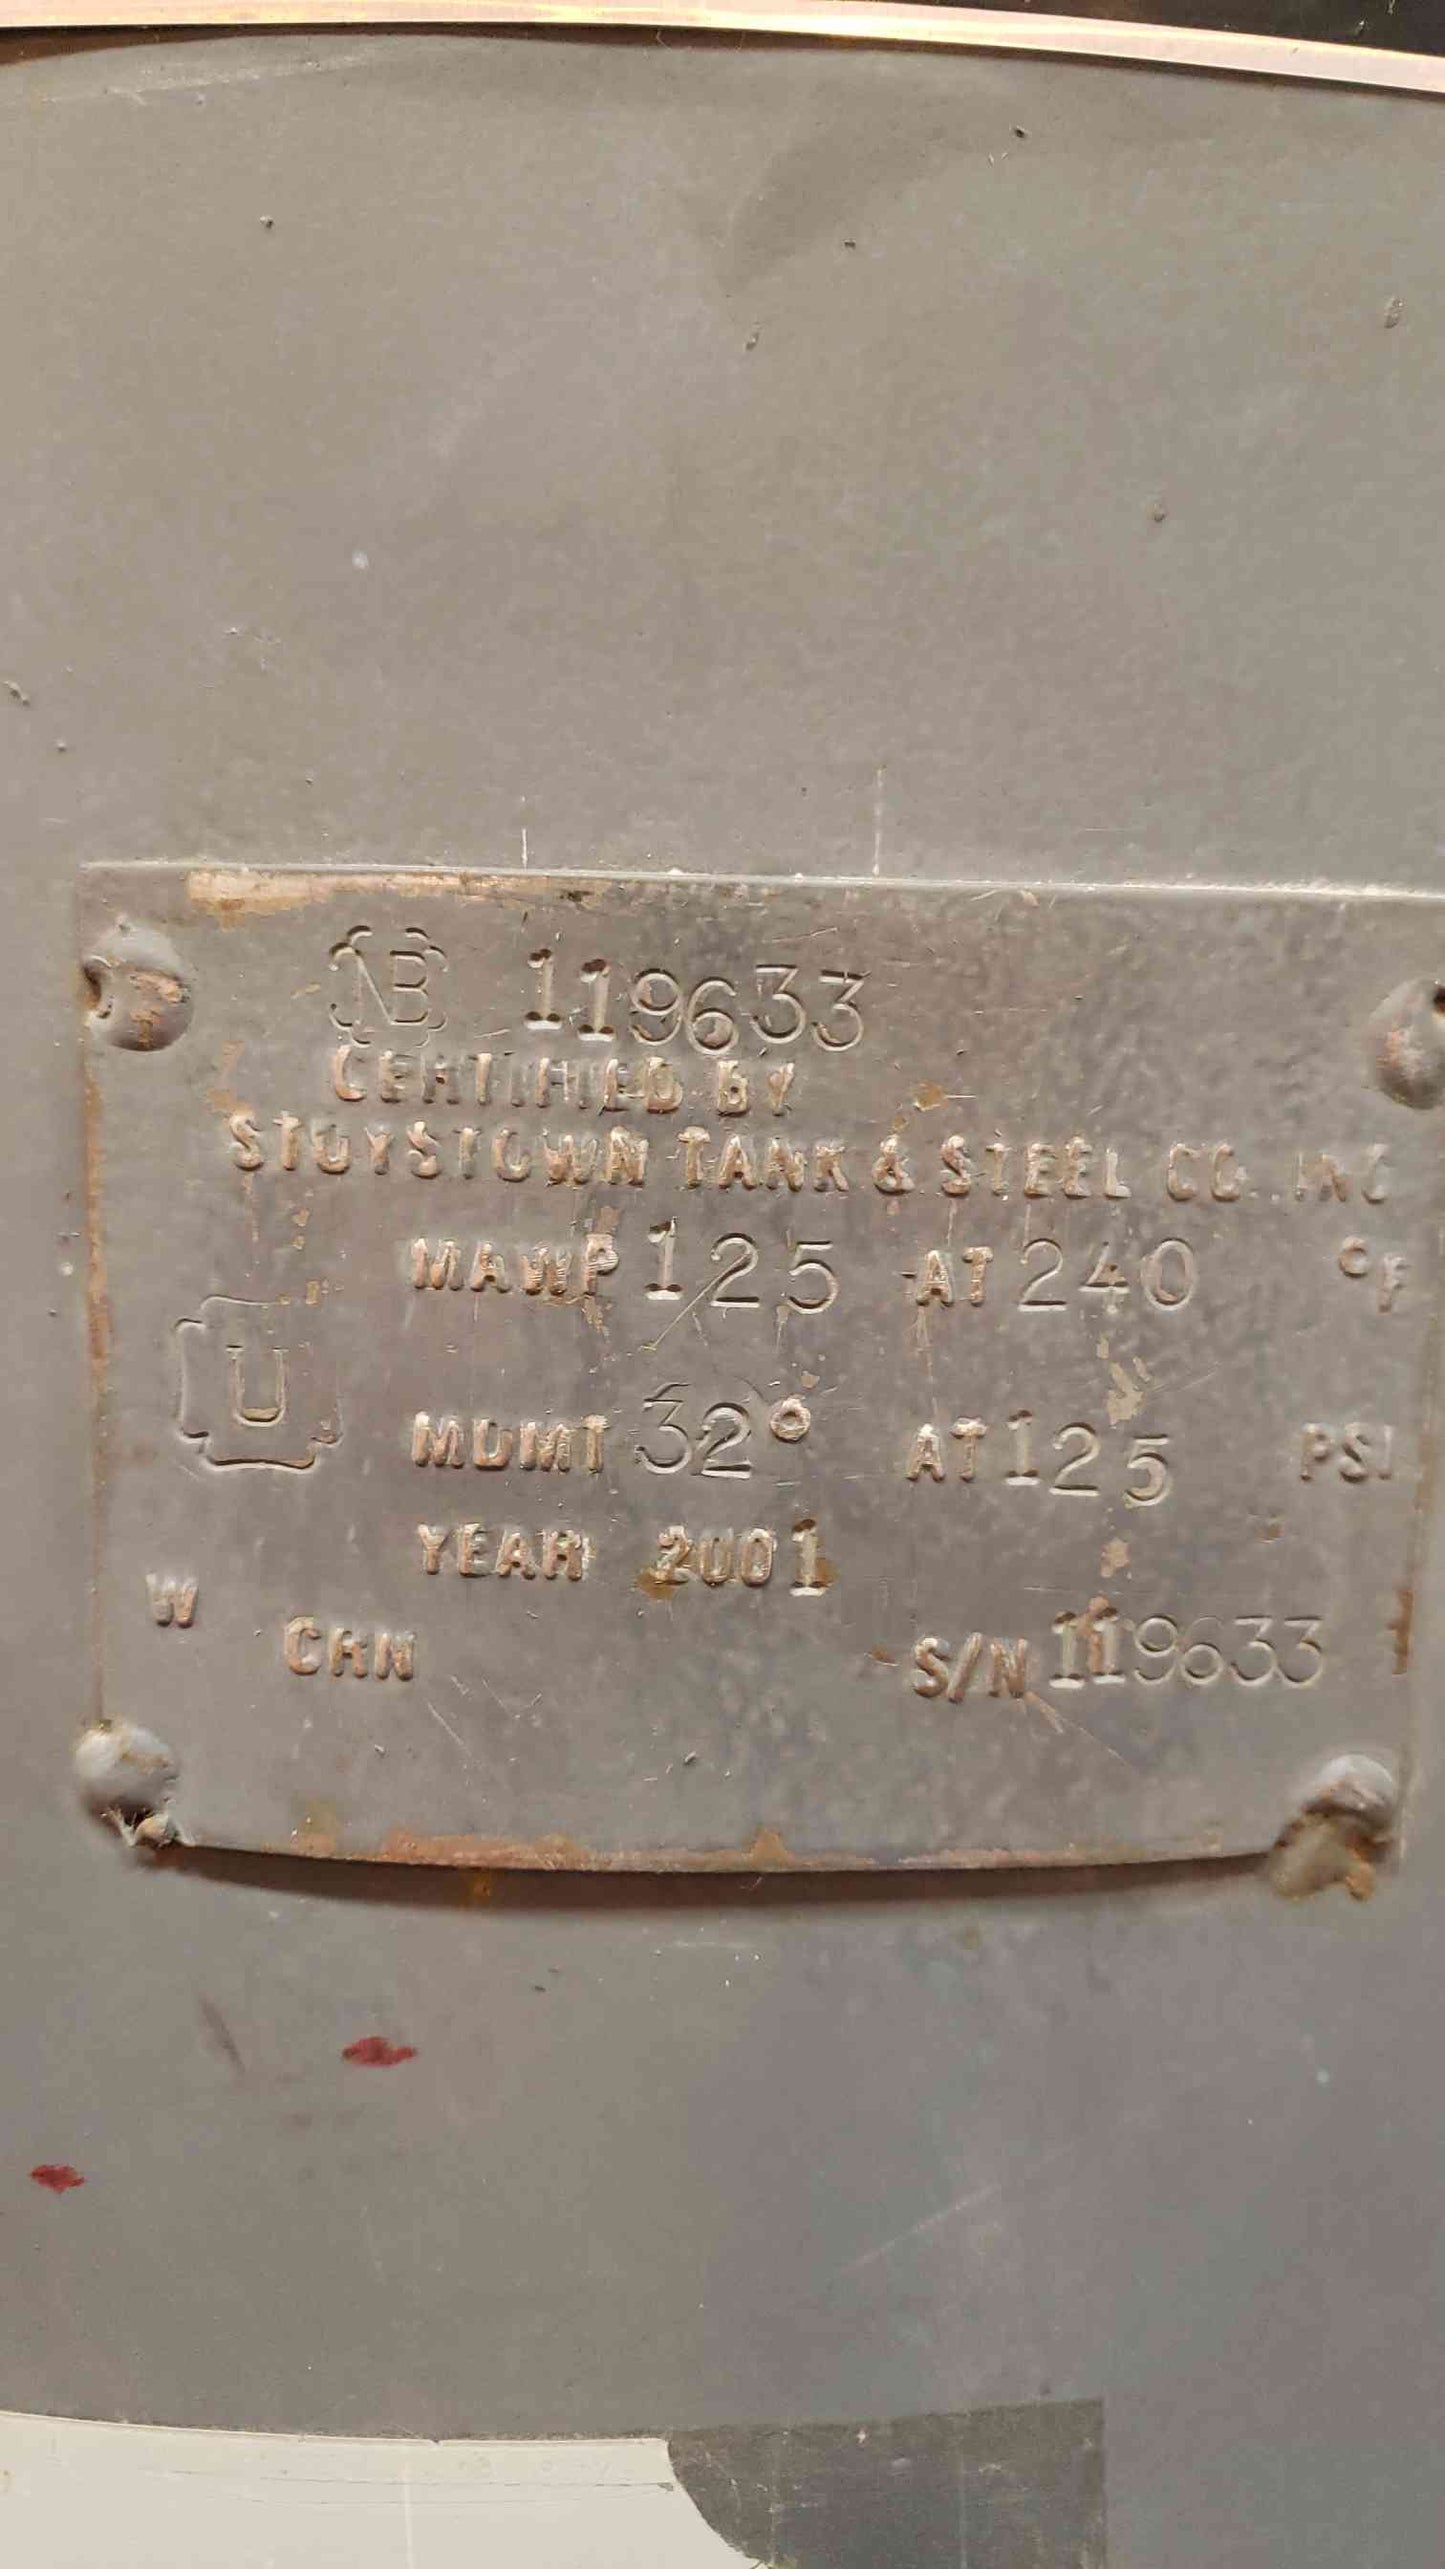 NB 119633
CERTIFIED BY
STOYSTOWN TANK & STEEL CO. INC
MAWP 125 AT 240 °F
U
MDMT 32° AT 125 PSI
YEAR 2001
W
CRN S/N 119633